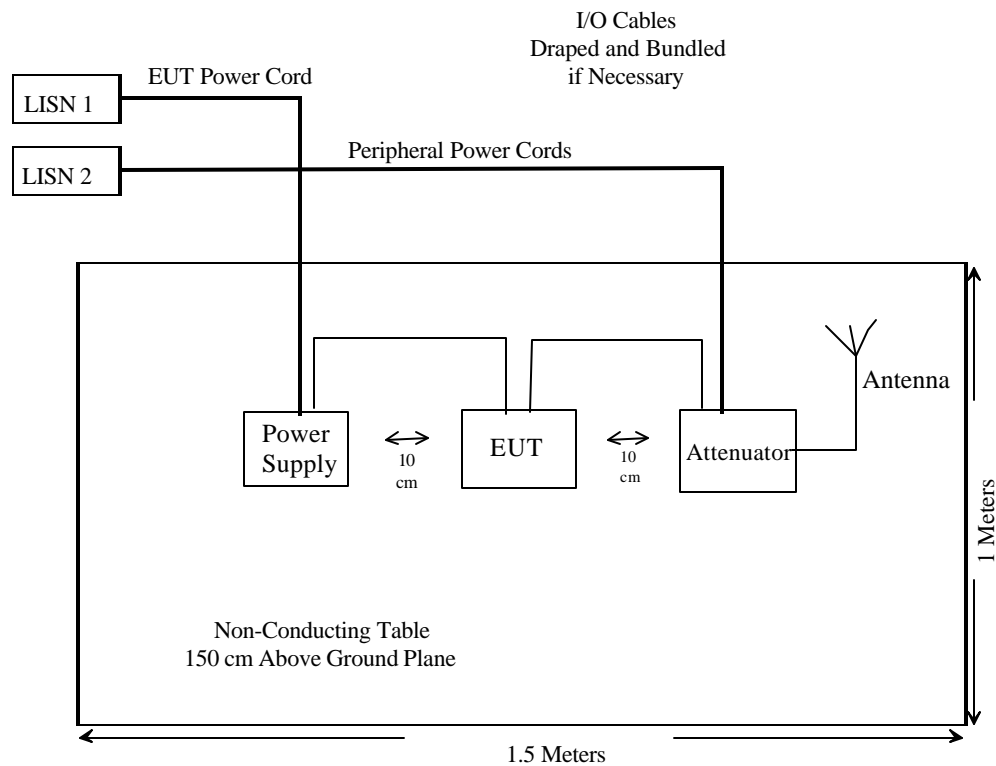 I/O Cables
Draped and Bundled
if Necessary
EUT Power Cord
LISN 1
Peripheral Power Cords
LISN 2
Antenna
Power
Supply
10
cm
EUT
10
cm
Attenuator
1 Meters
Non-Conducting Table
150 cm Above Ground Plane
1.5 Meters